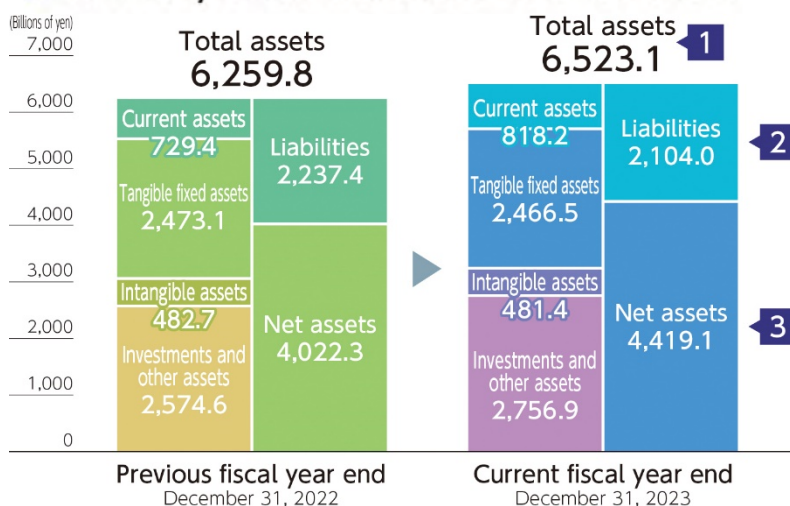 (Billions of yen)
7,000
6,000
5,000
4,000
3,000
2,000
1,000
0
Total assets
6,259.8
Current assets
729.4
Tangible fixed assets
2,473.1
Intangible assets
482.7
Investments and
other assets
2,574.6
Liabilities
2,237.4
Net assets
4,022.3
Previous fiscal year end
December 31, 2022
Total assets
6,523.1
1
Current assets
818.2
Tangible fixed assets
2,466.5
Intangible assets
481.4
Investments and
other assets
2,756.9
Liabilities
2,104.0
2
Net assets
4,419.1
3
Current fiscal year end
December 31, 2023